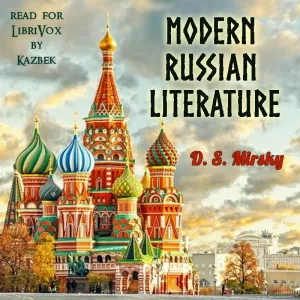 READ FOR
LIBRIVOX
BY
KAZBEK
MODERN
RUSSIAN
LITERATURE
D. S. Mirsky